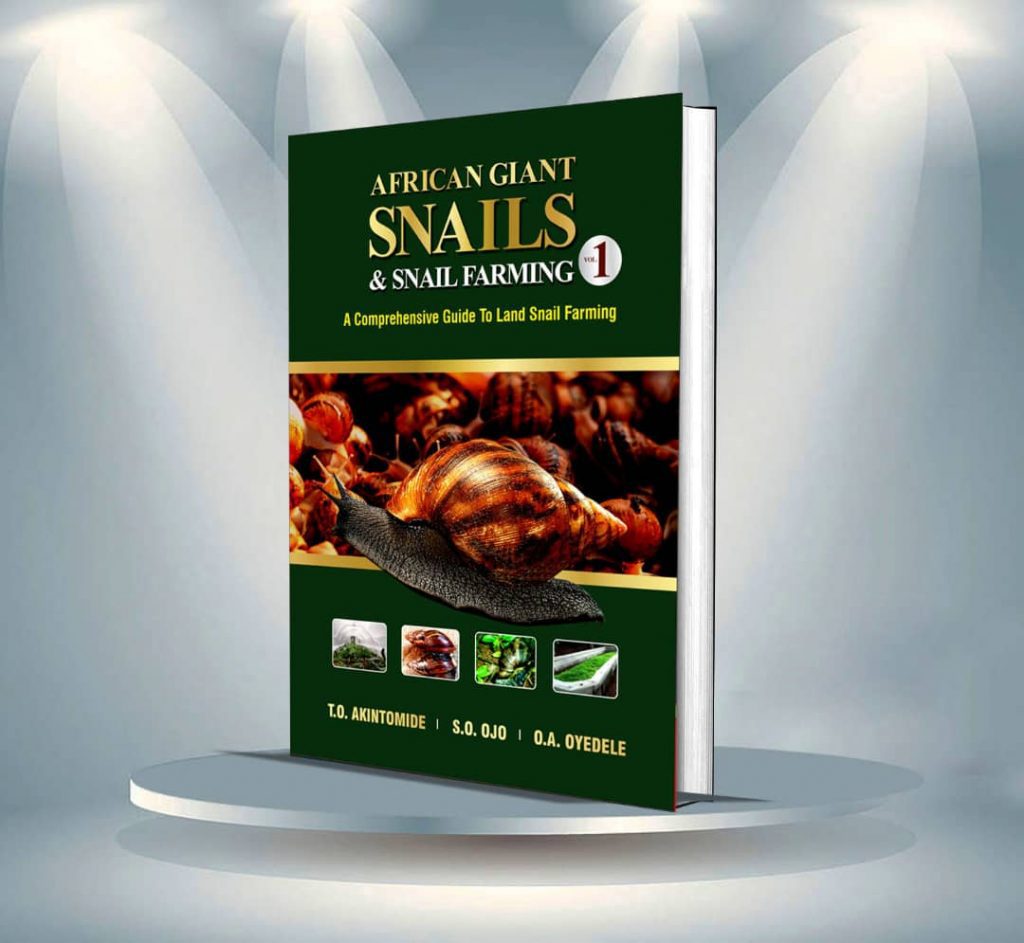 AFRICAN GIANT
SNAILS
& SNAIL FARMING
VOL. 1
A Comprehensive Guide To Land Snail Farming
T.O. AKINTOMIDE | S.O. OJO | O.A. OYEDELE